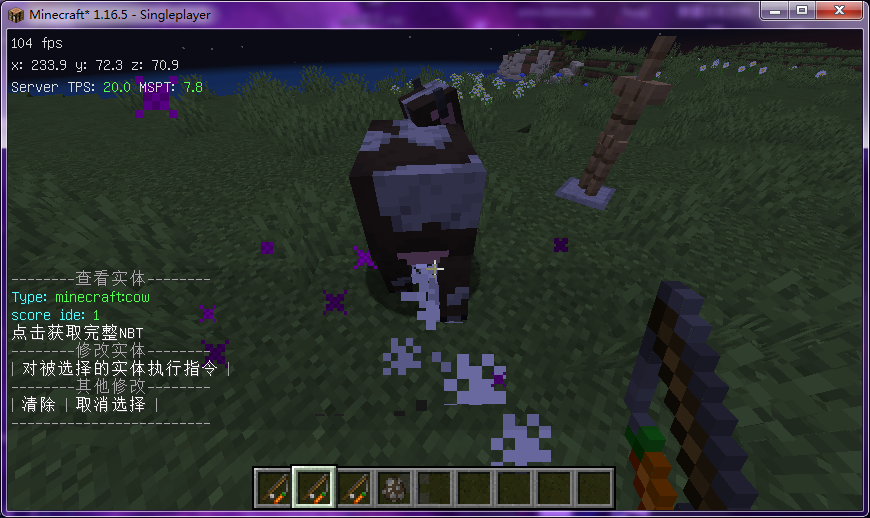 Minecraft* 1.16.5 - Singleplayer
104 fps
x: 233.9 y: 72.3 z: 70.9
Server TPS: 20.0 MSPT: 7.8
--------查看实体--------
Type: minecraft:cow
score ide: 1
点击获取完整NBT
--------修改实体--------
| 对被选择的实体执行指令 |
--------其他修改--------
| 清除 | 取消选择 |
-------------------------